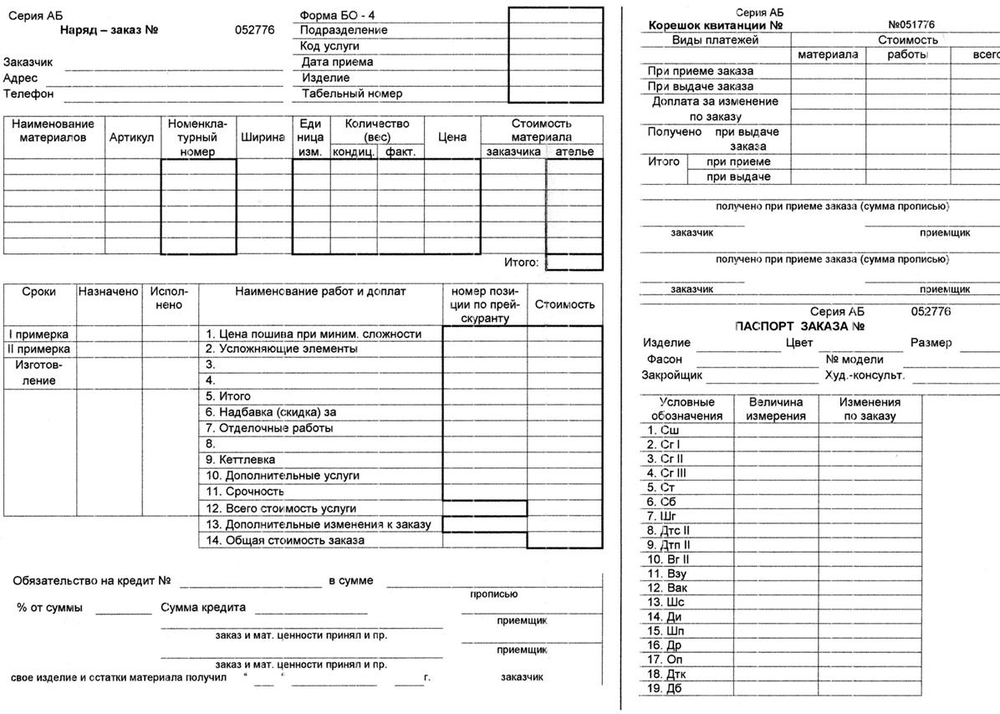 Серия АБ
Наряд – заказ № 052776
Заказчик
Адрес
Телефон
Форма БО - 4
Подразделение
Код услуги
Дата приема
Изделие
Табельный номер
Наименование материалов
Артикул
Номенкла-
турный
номер
Ширина
Еди
ница
изм.
Количество
(вес)
кондиц. факт.
Цена
Стоимость
материала
заказчика ателье
Итого:
Сроки
Назначено
Испол-
нено
Наименование работ и доплат
номер пози-
ции по прей-
скуранту
Стоимость
I примерка
II примерка
Изготов-
ление
1. Цена пошива при миним. сложности
2. Усложняющие элементы
3.
4.
5. Итого
6. Надбавка (скидка) за
7. Отделочные работы
8.
9. Кеттлевка
10. Дополнительные услуги
11. Срочность
12. Всего стоимость услуги
13. Дополнительные изменения к заказу
14. Общая стоимость заказа
Обязательство на кредит № в сумме
прописью
% от суммы Сумма кредита
приемщик
заказ и мат. ценности принял и пр.
приемщик
заказ и мат. ценности принял и пр.
свое изделие и остатки материала получил “ “ г. заказчик
Серия АБ
Корешок квитанции № №051776
Виды платежей
Стоимость
материала работы всего
При приеме заказа
При выдаче заказа
Доплата за изменение
по заказу
Получено при выдаче
заказа
Итого при приеме
при выдаче
получено при приеме заказа (сумма прописью)
заказчик приемщик
получено при приеме заказа (сумма прописью)
заказчик приемщик
Серия АБ 052776
ПАСПОРТ ЗАКАЗА №
Изделие Цвет Размер
Фасон № модели
Закройщик Худ.-консульт.
Условные
обозначения
Величина
измерения
Изменения
по заказу
1. Сш
2. Сг I
3. Сг II
4. Сг III
5. Ст
6. Сб
7. Шг
8. Дтс II
9. Дтп II
10. Вг II
11. Взу
12. Вак
13. Шс
14. Ди
15. Шп
16. Др
17. Оп
18. Дтк
19. Дб